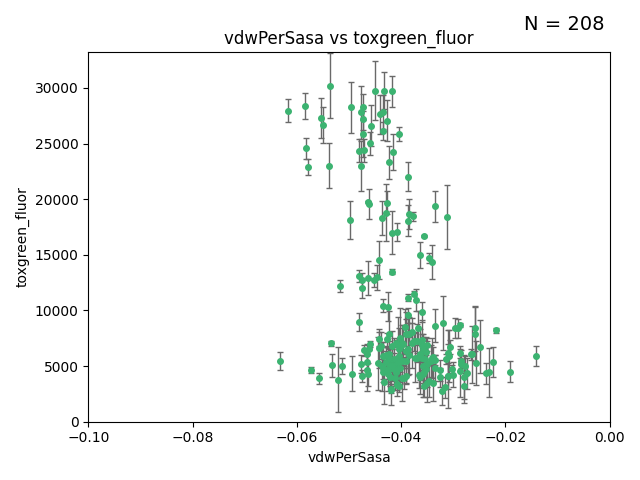 N = 208
vdwPerSasa vs toxgreen_fluor
30000
25000
20000
15000
10000
5000
0
toxgreen_fluor
−0.10 −0.08 −0.06 −0.04 −0.02 0.00
vdwPerSasa